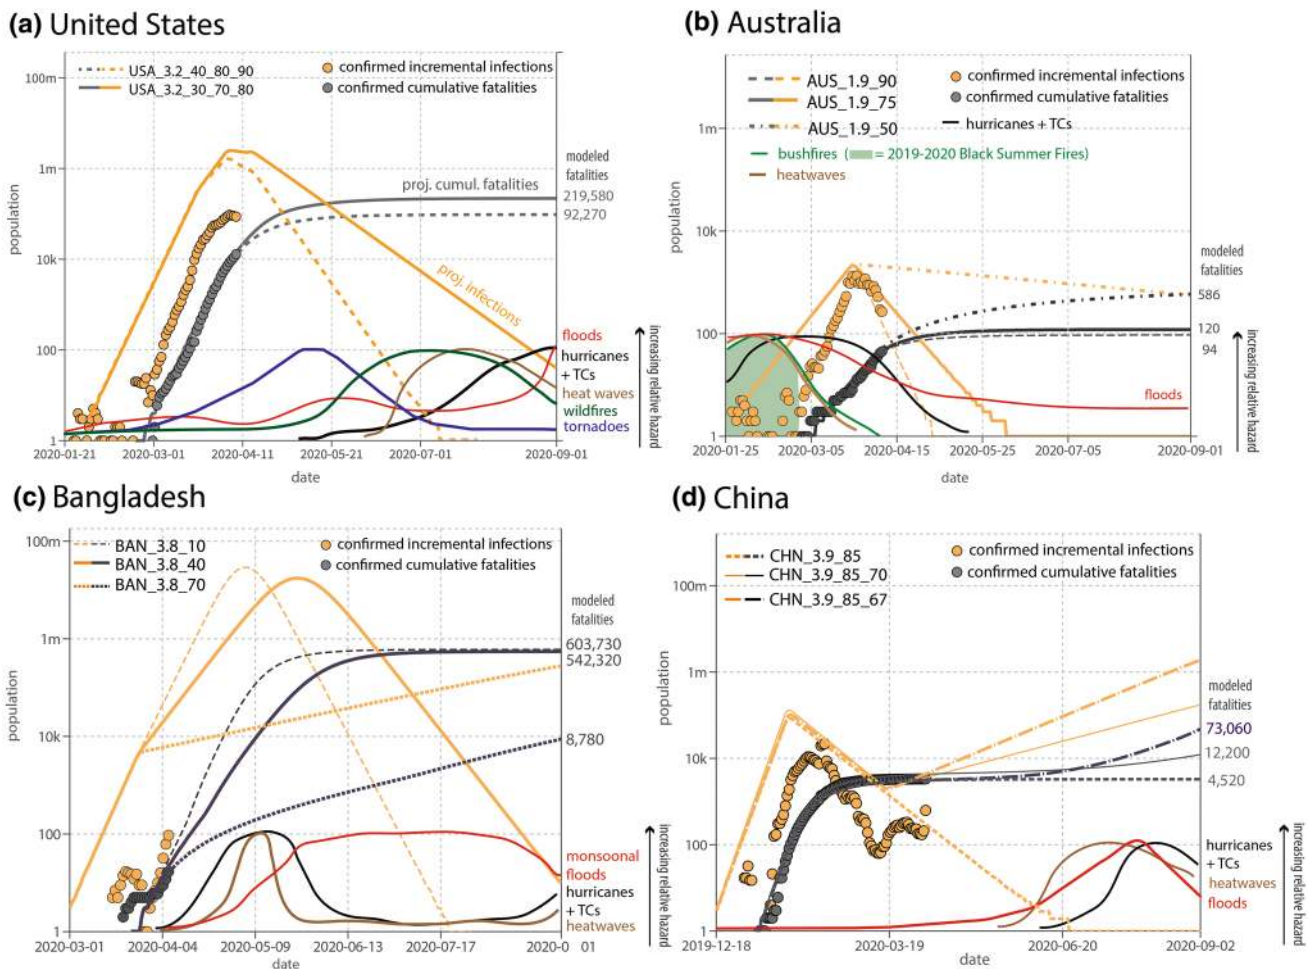 (a) United States
USA_3.2_40_80_90
USA_3.2_30_70_80
confirmed incremental infections
confirmed cumulative fatalities
100m
1m
10k
100
1
population
modeled
fatalities
219,580
92,270
proj. cumul. fatalities
proj. infections
floods
hurricanes
+ TCs
heat waves
wildfires
tornadoes
increasing relative hazard
2020-01-21
2020-03-01
2020-04-11
2020-05-21
2020-07-01
2020-09-01
date
(b) Australia
AUS_1.9_90
AUS_1.9_75
AUS_1.9_50
confirmed incremental infections
confirmed cumulative fatalities
hurricanes + TCs
bushfires ( = 2019-2020 Black Summer Fires)
heatwaves
1m
10k
100
1
population
modeled
fatalities
586
120
94
floods
increasing relative hazard
2020-01-25
2020-03-05
2020-04-15
2020-05-25
2020-07-05
2020-09-01
date
(c) Bangladesh
BAN_3.8_10
BAN_3.8_40
BAN_3.8_70
confirmed incremental infections
confirmed cumulative fatalities
100m
1m
10k
100
1
population
modeled
fatalities
603,730
542,320
8,780
monsoonal
floods
hurricanes
+ TCs
heatwaves
increasing relative hazard
2020-03-01
2020-04-04
2020-05-09
2020-06-13
2020-07-17
2020-0 01
date
(d) China
CHN_3.9_85
CHN_3.9_85_70
CHN_3.9_85_67
confirmed incremental infections
confirmed cumulative fatalities
100m
1m
10k
100
1
population
modeled
fatalities
73,060
12,200
4,520
hurricanes
+ TCs
heatwaves
floods
increasing relative hazard
2019-12-18
2020-03-19
2020-06-20
2020-09-02
date